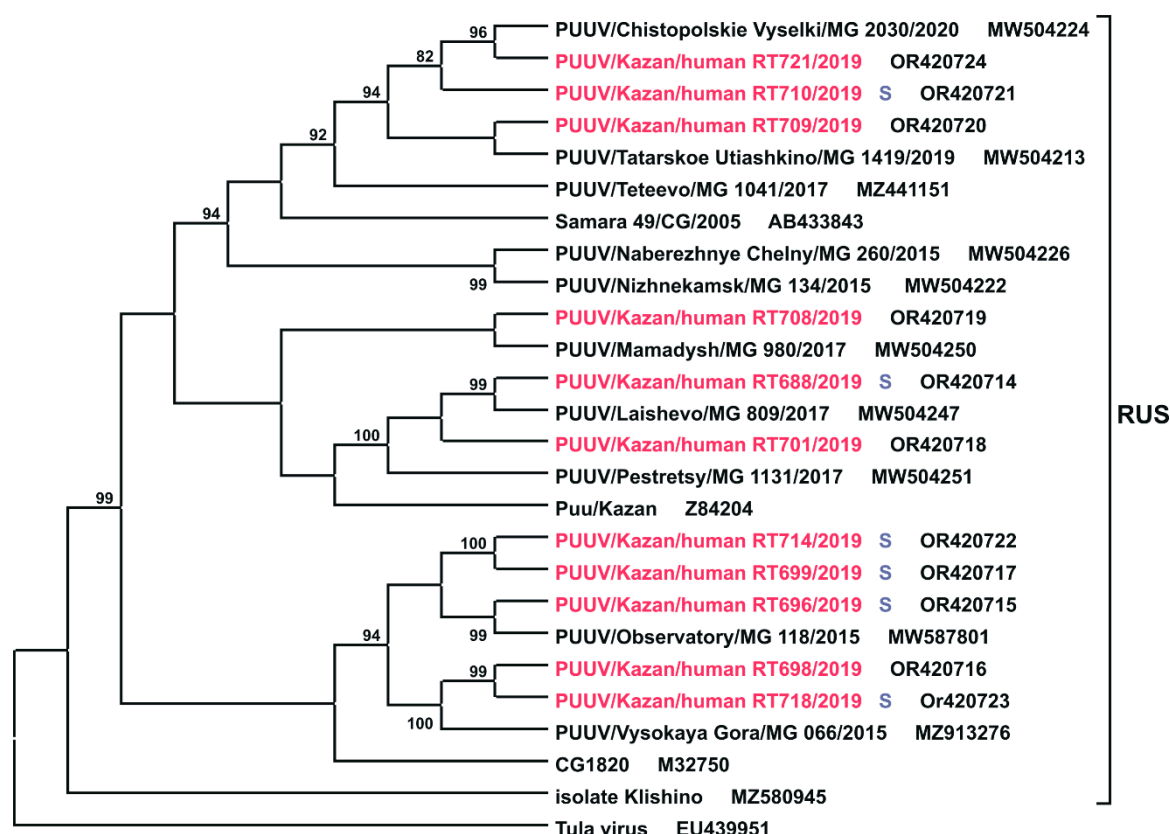 96 PUUV/Chistopolskie Vyselki/MG 2030/2020 MW504224
82 PUUV/Kazan/human RT721/2019 OR420724
94 PUUV/Kazan/human RT710/2019 S OR420721
92 PUUV/Kazan/human RT709/2019 OR420720
PUUV/Tatarskoe Utiashkino/MG 1419/2019 MW504213
PUUV/Teteevo/MG 1041/2017 MZ441151
94 Samara 49/CG/2005 AB433843
PUUV/Naberezhnye Chelny/MG 260/2015 MW504226
99 PUUV/Nizhnekamsk/MG 134/2015 MW504222
PUUV/Kazan/human RT708/2019 OR420719
PUUV/Mamadysh/MG 980/2017 MW504250
99 PUUV/Kazan/human RT688/2019 S OR420714
PUUV/Laishevo/MG 809/2017 MW504247
RUS
100 PUUV/Kazan/human RT701/2019 OR420718
PUUV/Pestretsy/MG 1131/2017 MW504251
99 Puu/Kazan Z84204
100 PUUV/Kazan/human RT714/2019 S OR420722
PUUV/Kazan/human RT699/2019 S OR420717
PUUV/Kazan/human RT696/2019 S OR420715
94 99 PUUV/Observatory/MG 118/2015 MW587801
99 PUUV/Kazan/human RT698/2019 OR420716
PUUV/Kazan/human RT718/2019 S Or420723
100 PUUV/Vysokaya Gora/MG 066/2015 MZ913276
CG1820 M32750
isolate Klishino MZ580945
Tula virus EU439951